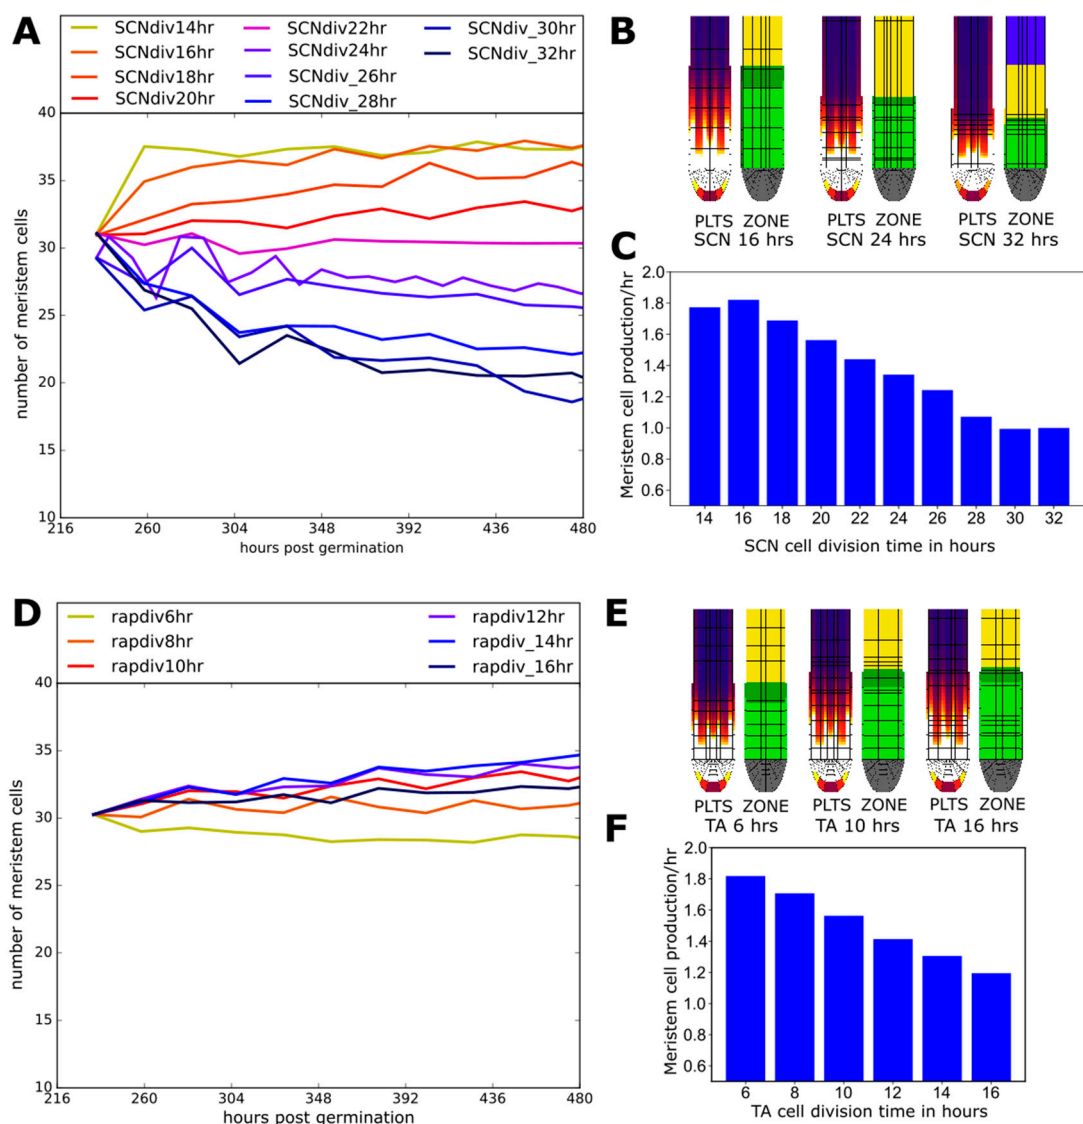 A
SCNdiv14hr
SCNdiv16hr
SCNdiv18hr
SCNdiv20hr
SCNdiv22hr
SCNdiv24hr
SCNdiv_26hr
SCNdiv_28hr
SCNdiv_30hr
SCNdiv_32hr
number of meristem cells
40
35
30
25
20
15
10
216 260 304 348 392 436 480
hours post germination
B
PLTS ZONE PLTS ZONE PLTS ZONE
SCN 16 hrs SCN 24 hrs SCN 32 hrs
C
Meristem cell production/hr
2.0
1.8
1.6
1.4
1.2
1.0
0.8
0.6
14 16 18 20 22 24 26 28 30 32
SCN cell division time in hours
D
rapdiv6hr
rapdiv8hr
rapdiv10hr
rapdiv12hr
rapdiv_14hr
rapdiv_16hr
number of meristem cells
40
35
30
25
20
15
10
216 260 304 348 392 436 480
hours post germination
E
PLTS ZONE PLTS ZONE PLTS ZONE
TA 6 hrs TA 10 hrs TA 16 hrs
F
Meristem cell production/hr
2.0
1.8
1.6
1.4
1.2
1.0
0.8
0.6
6 8 10 12 14 16
TA cell division time in hours